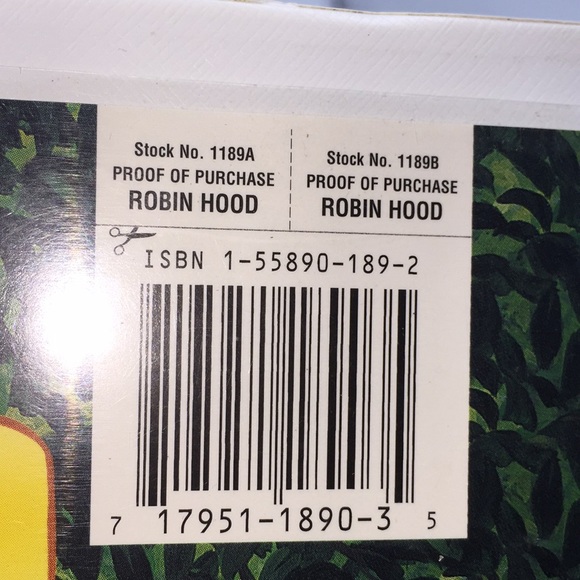 Stock No. 1189A
PROOF OF PURCHASE
ROBIN HOOD
Stock No. 1189B
PROOF OF PURCHASE
ROBIN HOOD
ISBN 1-55890-189-2
7 17951-1890-3 5